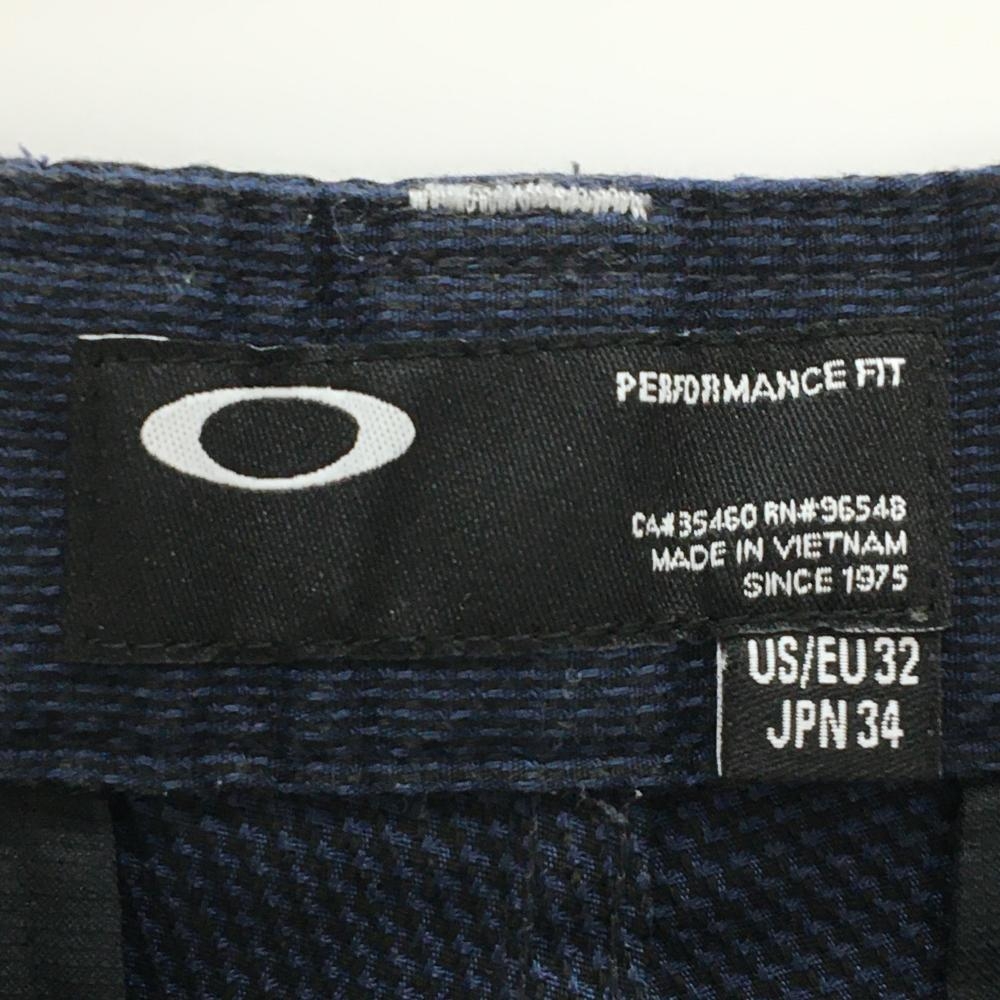 PERFORMANCE FIT
CA#35460 RN#96548
MADE IN VIETNAM
SINCE 1975
US/EU 32
JPN 34